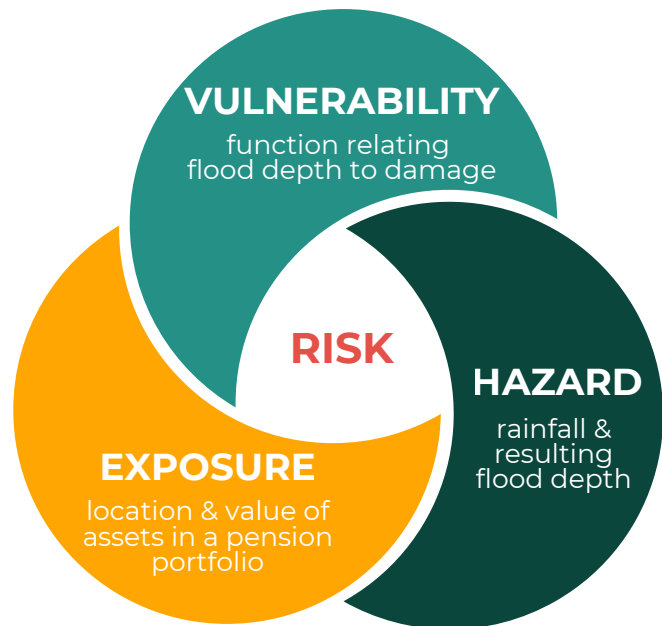 VULNERABILITY
function relating
flood depth to damage
RISK
HAZARD
rainfall &
resulting
flood depth
EXPOSURE
location & value of
assets in a pension
portfolio